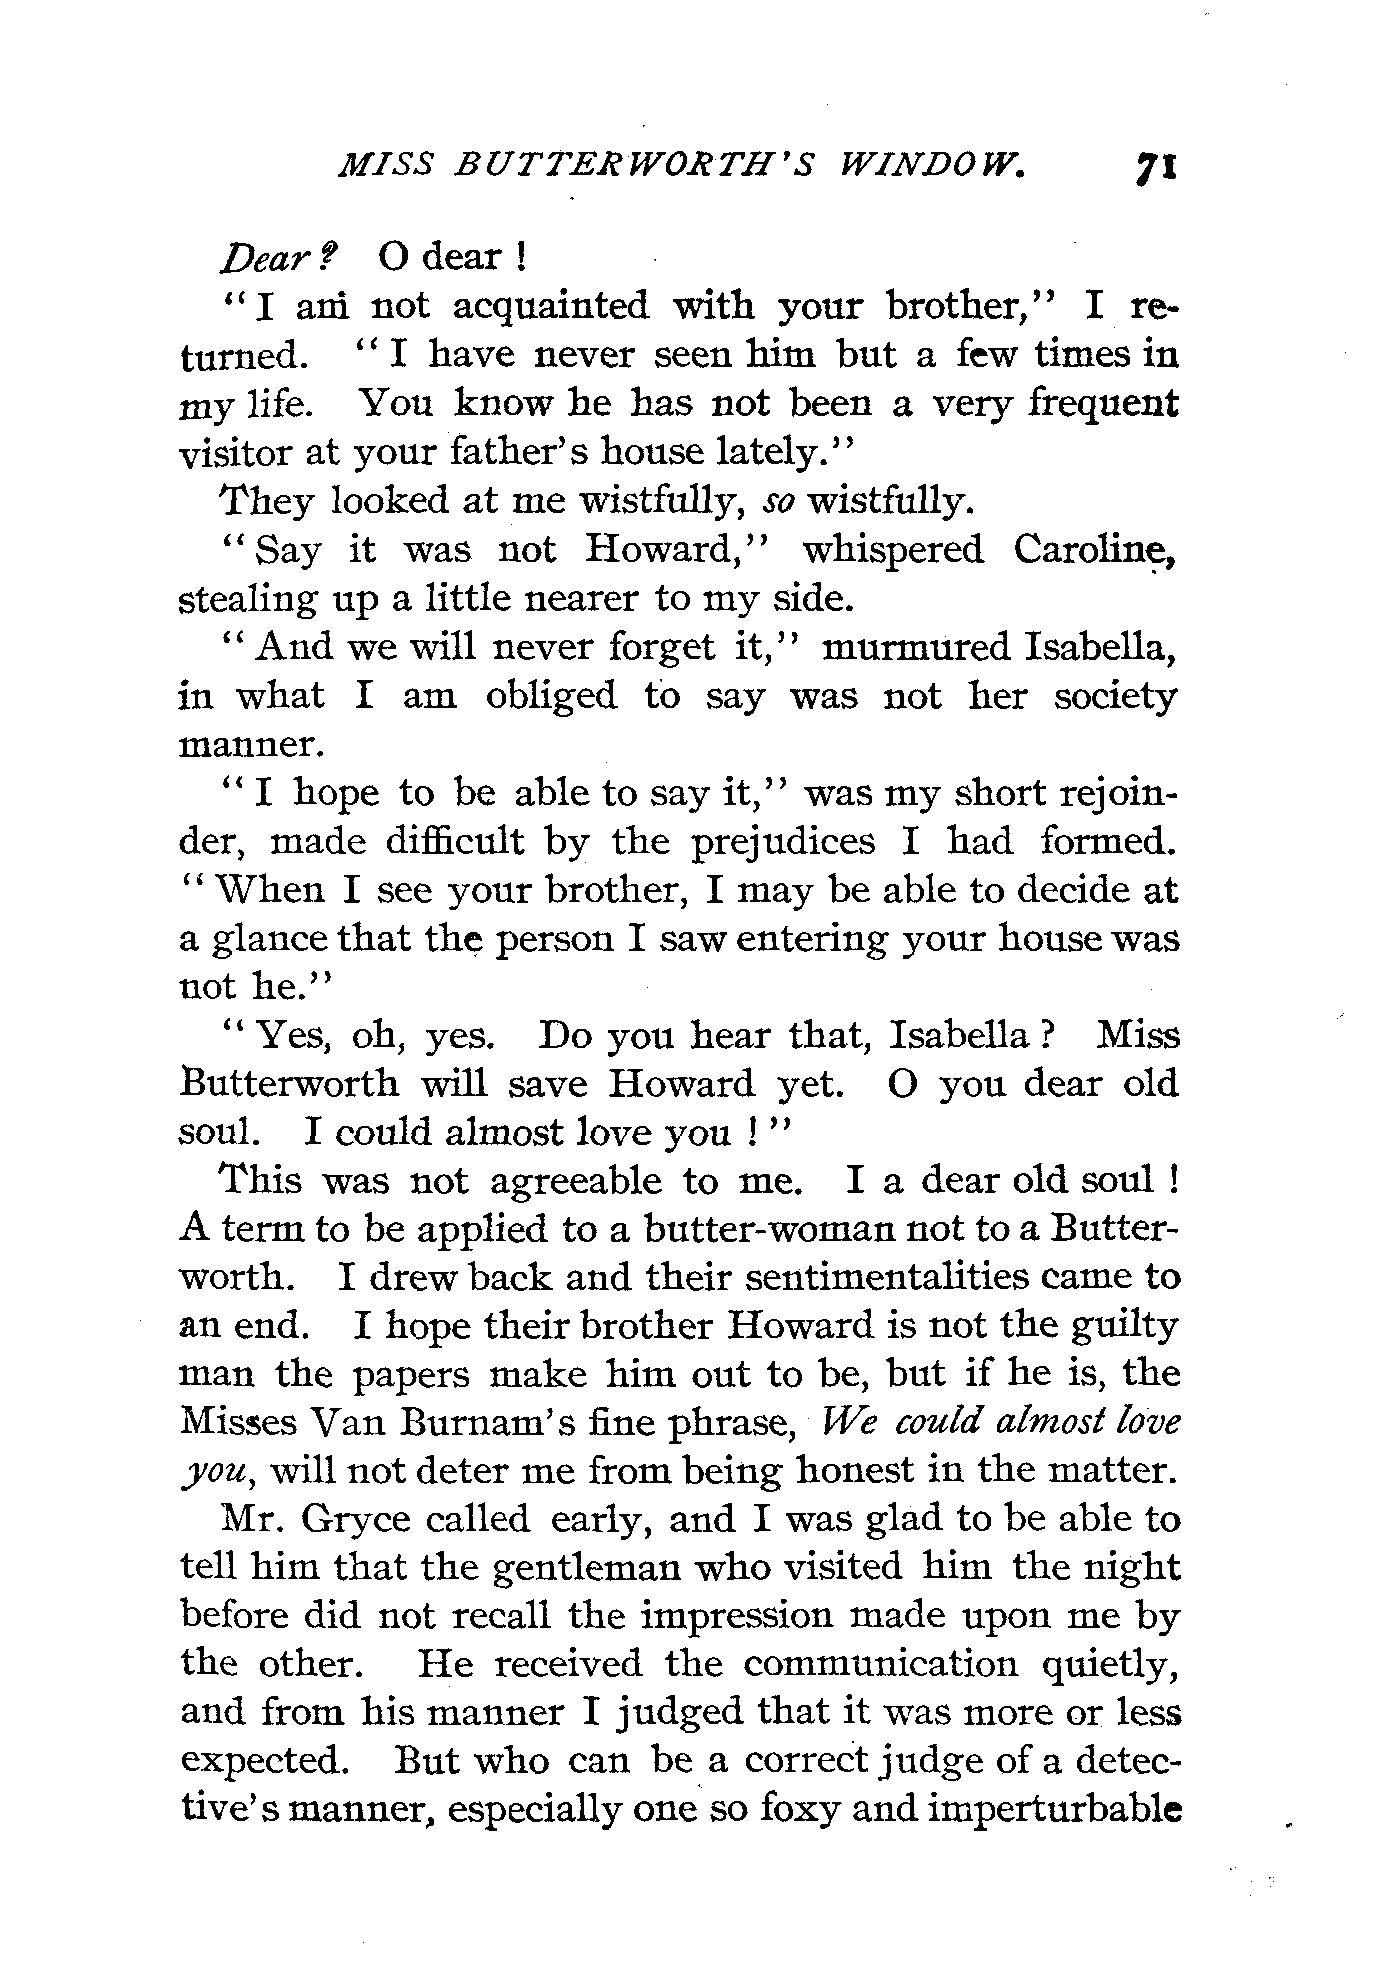 MISS BUTTERWORTH'S WINDOW. 71
Dear? O dear!
"I am not acquainted with your brother," I re-
turned. "I have never seen him but a few times in
my life. You know he has not been a very frequent
visitor at your father's house lately."
They looked at me wistfully, so wistfully.
"Say it was not Howard," whispered Caroline,
stealing up a little nearer to my side.
"And we will never forget it," murmured Isabella,
in what I am obliged to say was not her society
manner.
"I hope to be able to say it," was my short rejoin-
der, made difficult by the prejudices I had formed.
"When I see your brother, I may be able to decide at
a glance that the person I saw entering your house was
not he."
"Yes, oh, yes. Do you hear that, Isabella? Miss
Butterworth will save Howard yet. O you dear old
soul. I could almost love you!"
This was not agreeable to me. I a dear old soul!
A term to be applied to a butter-woman not to a Butter-
worth. I drew back and their sentimentalities came to
an end. I hope their brother Howard is not the guilty
man the papers make him out to be, but if he is, the
Misses Van Burnam's fine phrase, We could almost love
you, will not deter me from being honest in the matter.
Mr. Gryce called early, and I was glad to be able to
tell him that the gentleman who visited him the night
before did not recall the impression made upon me by
the other. He received the communication quietly,
and from his manner I judged that it was more or less
expected. But who can be a correct judge of a detec-
tive's manner, especially one so foxy and imperturbable